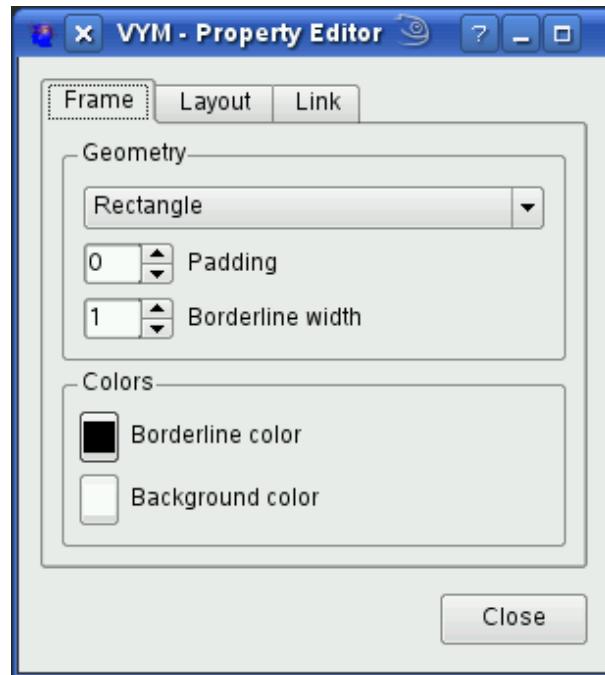 VYM - Property Editor
Frame Layout Link
Geometry
Rectangle
0 Padding
1 Borderline width
Colors
Borderline color
Background color
Close